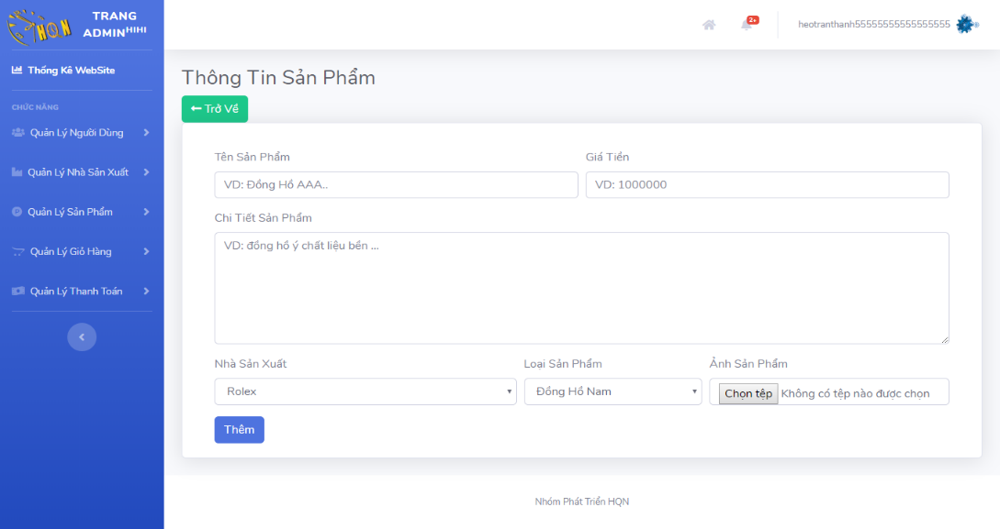 HQN
TRANG
ADMINHIHI
2+
heotranthanh55555555555555555
Thống Kê WebSite
CHỨC NĂNG
Quản Lý Người Dùng
Quản Lý Nhà Sản Xuất
Quản Lý Sản Phẩm
Quản Lý Giỏ Hàng
Quản Lý Thanh Toán
Thông Tin Sản Phẩm
Trở Về
Tên Sản Phẩm
Giá Tiền
VD: Đồng Hồ AAA..
VD: 1000000
Chi Tiết Sản Phẩm
VD: đồng hồ ý chất liệu bền ...
Nhà Sản Xuất
Loại Sản Phẩm
Ảnh Sản Phẩm
Rolex
Đồng Hồ Nam
Chọn tệp Không có tệp nào được chọn
Thêm
Nhóm Phát Triển HQN